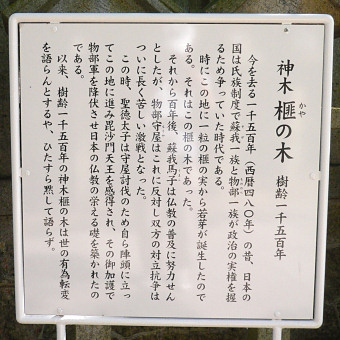 神木 榧の木 樹齢一千五百年
かや
今を去る一千五百年（西暦四八〇年）の昔、日本の
国は氏族制度で蘇我一族と物部一族が政治の実権を握
るため争っていた時代である。
時にこの地に一粒の榧の実から若芽が誕生したので
ある。それはこの榧の木であった。
それから百年後、蘇我馬子は仏教の普及に努力せん
としたが、物部守屋はこれに反対し双方の対立抗争は
ついに長く苦しい激戦となった。
この時、聖徳太子は守屋討伐のため自ら陣頭に立っ
てこの地に進み毘沙門天王を感得され、その御加護で
物部軍を降伏させ日本の仏教の栄える礎を築かれたの
である。
以来、樹齢一千五百年の神木榧の木は世の有為転変
を語らんとするや、ひたすら黙して語らず。